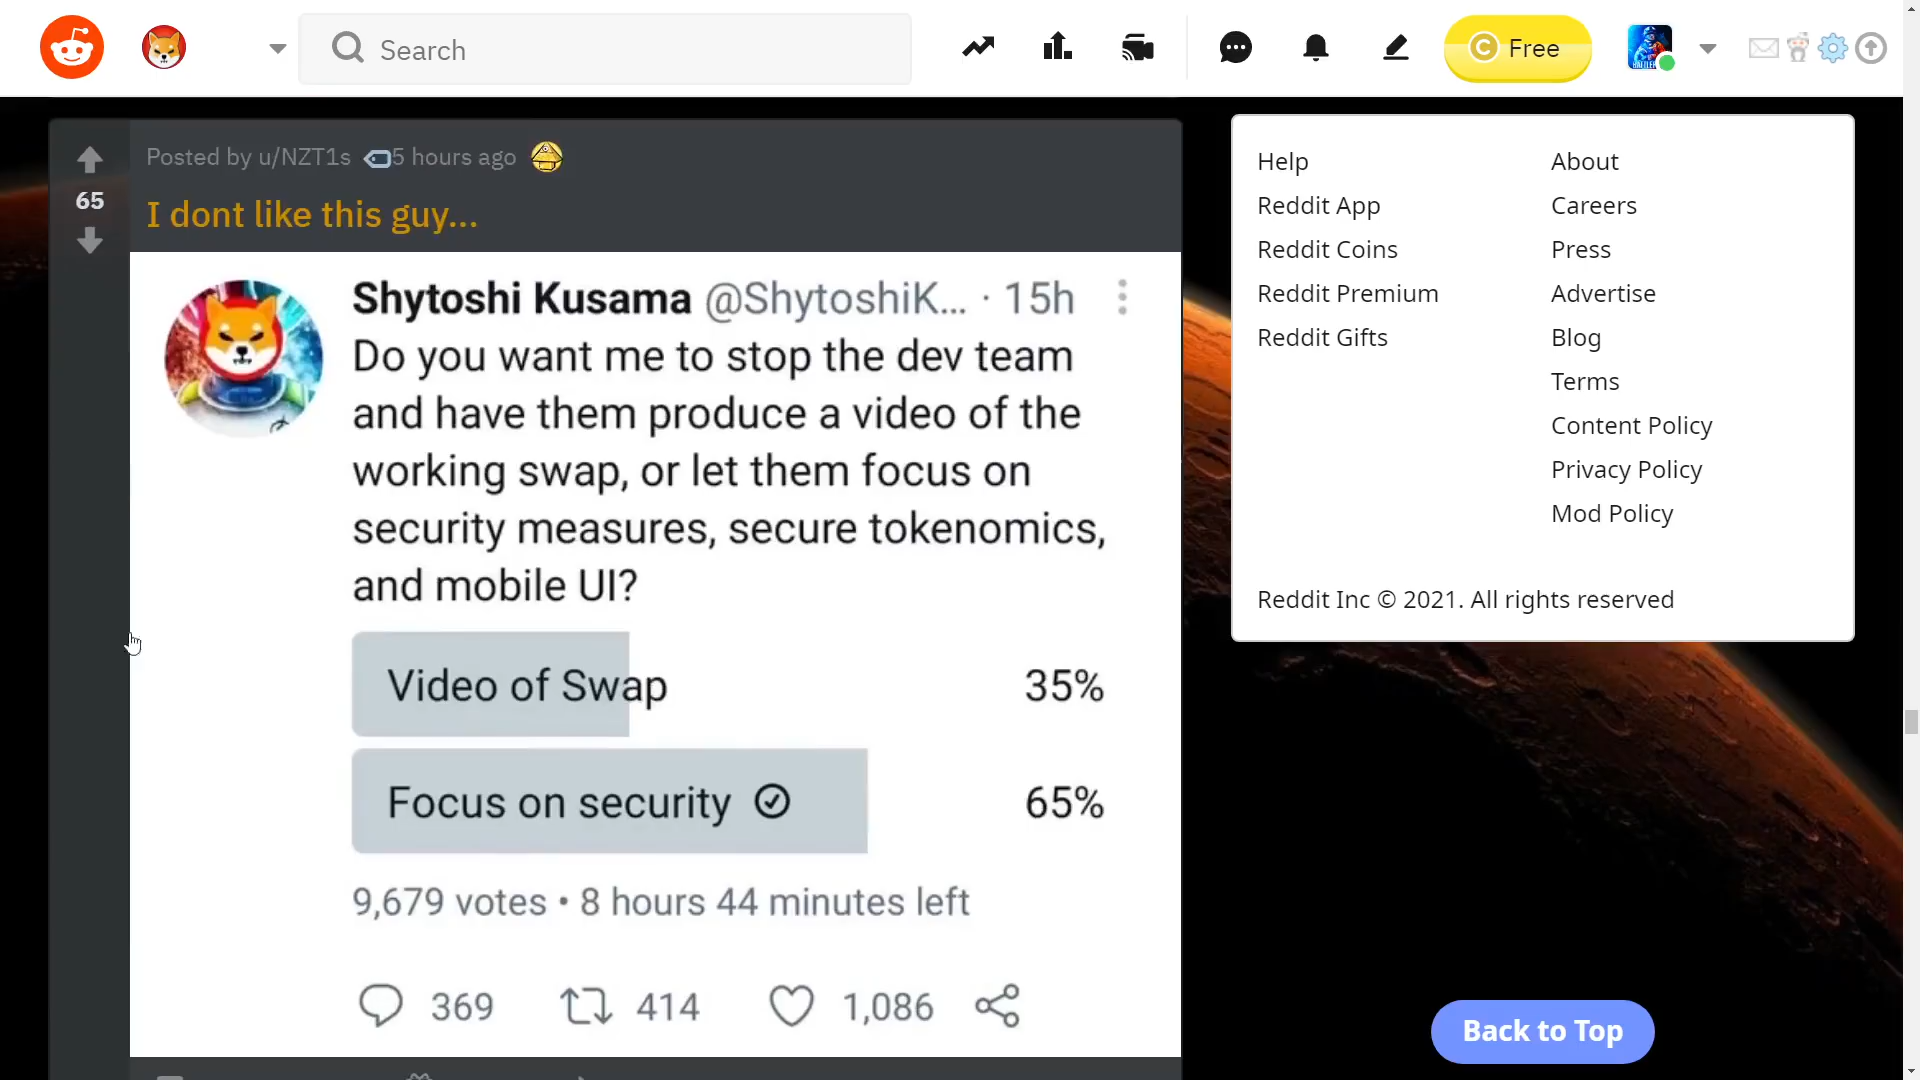 Search
Free
Posted by u/NZT1s 5 hours ago
65
I dont like this guy...
Shytoshi Kusama @ShytoshiK... · 15h
Do you want me to stop the dev team
and have them produce a video of the
working swap, or let them focus on
security measures, secure tokenomics,
and mobile UI?
Video of Swap 35%
Focus on security 65%
9,679 votes • 8 hours 44 minutes left
369 414 1,086
Help
Reddit App
Reddit Coins
Reddit Premium
Reddit Gifts
About
Careers
Press
Advertise
Blog
Terms
Content Policy
Privacy Policy
Mod Policy
Reddit Inc © 2021. All rights reserved
Back to Top